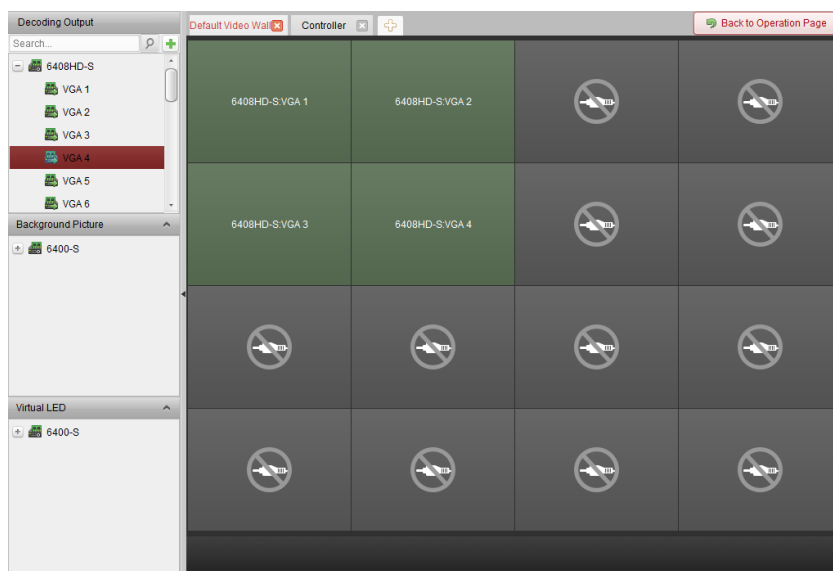 Decoding Output
Default Video Wall
Controller
Back to Operation Page
Search...
6408HD-S
VGA 1
VGA 2
VGA 3
VGA 4
VGA 5
VGA 6
Background Picture
6400-S
Virtual LED
6400-S
6408HD-S:VGA 1
6408HD-S:VGA 2
6408HD-S:VGA 3
6408HD-S:VGA 4